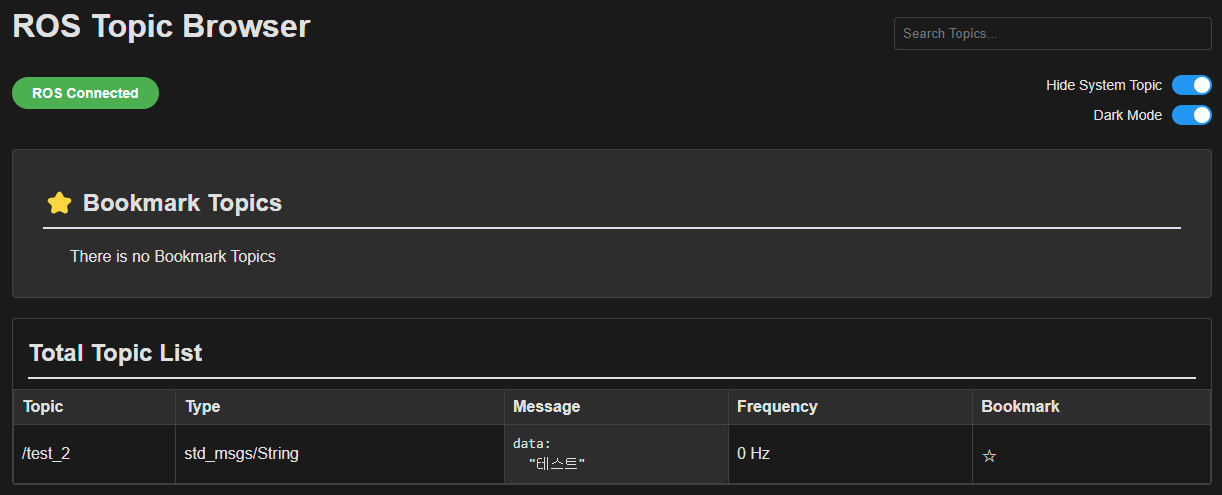 ROS Topic Browser
Search Topics...
ROS Connected
Hide System Topic
Dark Mode
Bookmark Topics
There is no Bookmark Topics
Total Topic List
Topic Type Message Frequency Bookmark
/test_2 std_msgs/String data: 0 Hz
"테스트"